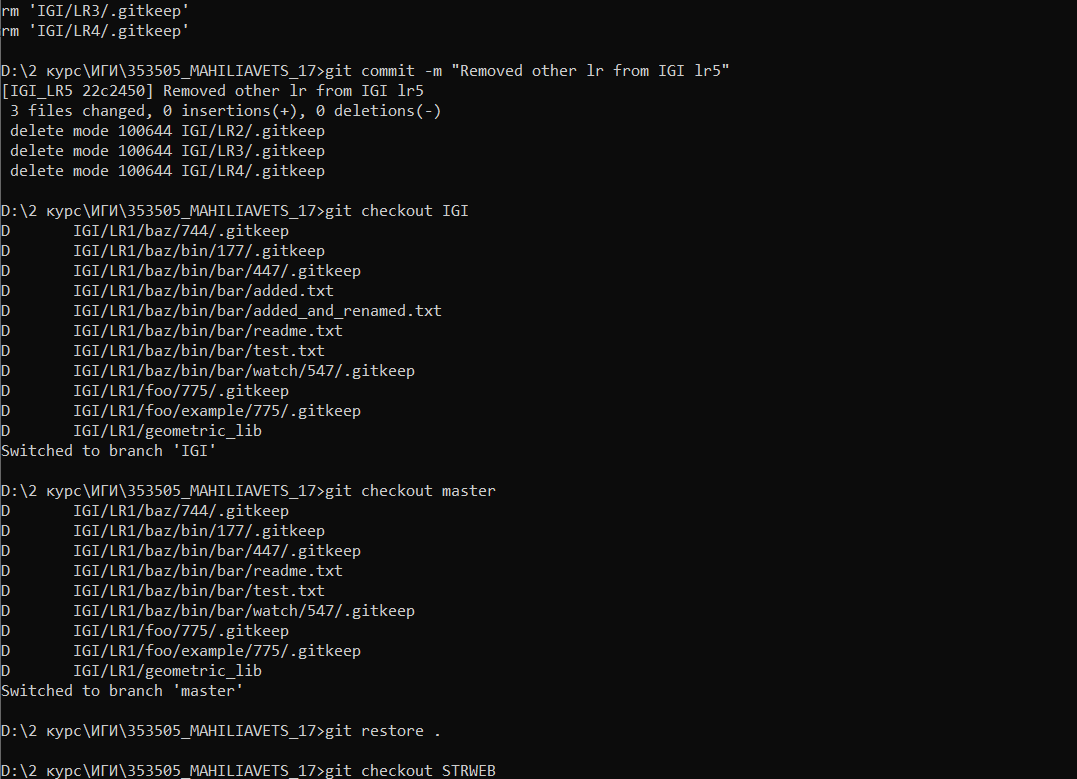 rm 'IGI/LR3/.gitkeep'
rm 'IGI/LR4/.gitkeep'
D:\2 курс\ИГИ\353505_MAHILIAVETS_17>git commit -m "Removed other lr from IGI lr5"
[IGI_LR5 22c2450] Removed other lr from IGI lr5
 3 files changed, 0 insertions(+), 0 deletions(-)
 delete mode 100644 IGI/LR2/.gitkeep
 delete mode 100644 IGI/LR3/.gitkeep
 delete mode 100644 IGI/LR4/.gitkeep
D:\2 курс\ИГИ\353505_MAHILIAVETS_17>git checkout IGI
D       IGI/LR1/baz/744/.gitkeep
D       IGI/LR1/baz/bin/177/.gitkeep
D       IGI/LR1/baz/bin/bar/447/.gitkeep
D       IGI/LR1/baz/bin/bar/added.txt
D       IGI/LR1/baz/bin/bar/added_and_renamed.txt
D       IGI/LR1/baz/bin/bar/readme.txt
D       IGI/LR1/baz/bin/bar/test.txt
D       IGI/LR1/baz/bin/bar/watch/547/.gitkeep
D       IGI/LR1/foo/775/.gitkeep
D       IGI/LR1/foo/example/775/.gitkeep
D       IGI/LR1/geometric_lib
Switched to branch 'IGI'
D:\2 курс\ИГИ\353505_MAHILIAVETS_17>git checkout master
D       IGI/LR1/baz/744/.gitkeep
D       IGI/LR1/baz/bin/177/.gitkeep
D       IGI/LR1/baz/bin/bar/447/.gitkeep
D       IGI/LR1/baz/bin/bar/readme.txt
D       IGI/LR1/baz/bin/bar/test.txt
D       IGI/LR1/baz/bin/bar/watch/547/.gitkeep
D       IGI/LR1/foo/775/.gitkeep
D       IGI/LR1/foo/example/775/.gitkeep
D       IGI/LR1/geometric_lib
Switched to branch 'master'
D:\2 курс\ИГИ\353505_MAHILIAVETS_17>git restore .
D:\2 курс\ИГИ\353505_MAHILIAVETS_17>git checkout STRWEB